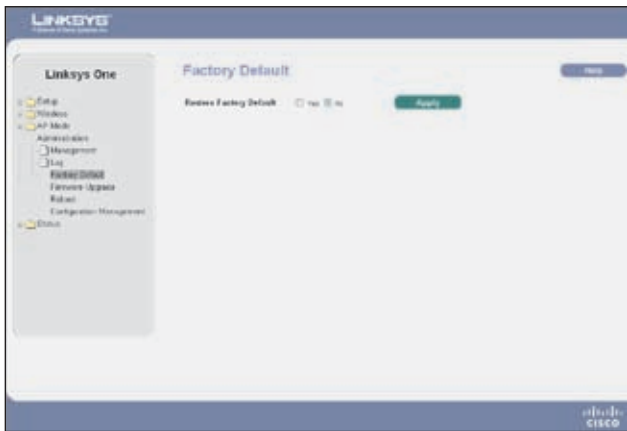 LINKSYS
Linksys One
Factory Default
Help
Setup
Wireless
AP Mode
Administration
Management
Log
Factory Default
Firmware Upgrade
Reboot
Configuration Management
Status
Restore Factory Default Yes No Apply
CISCO